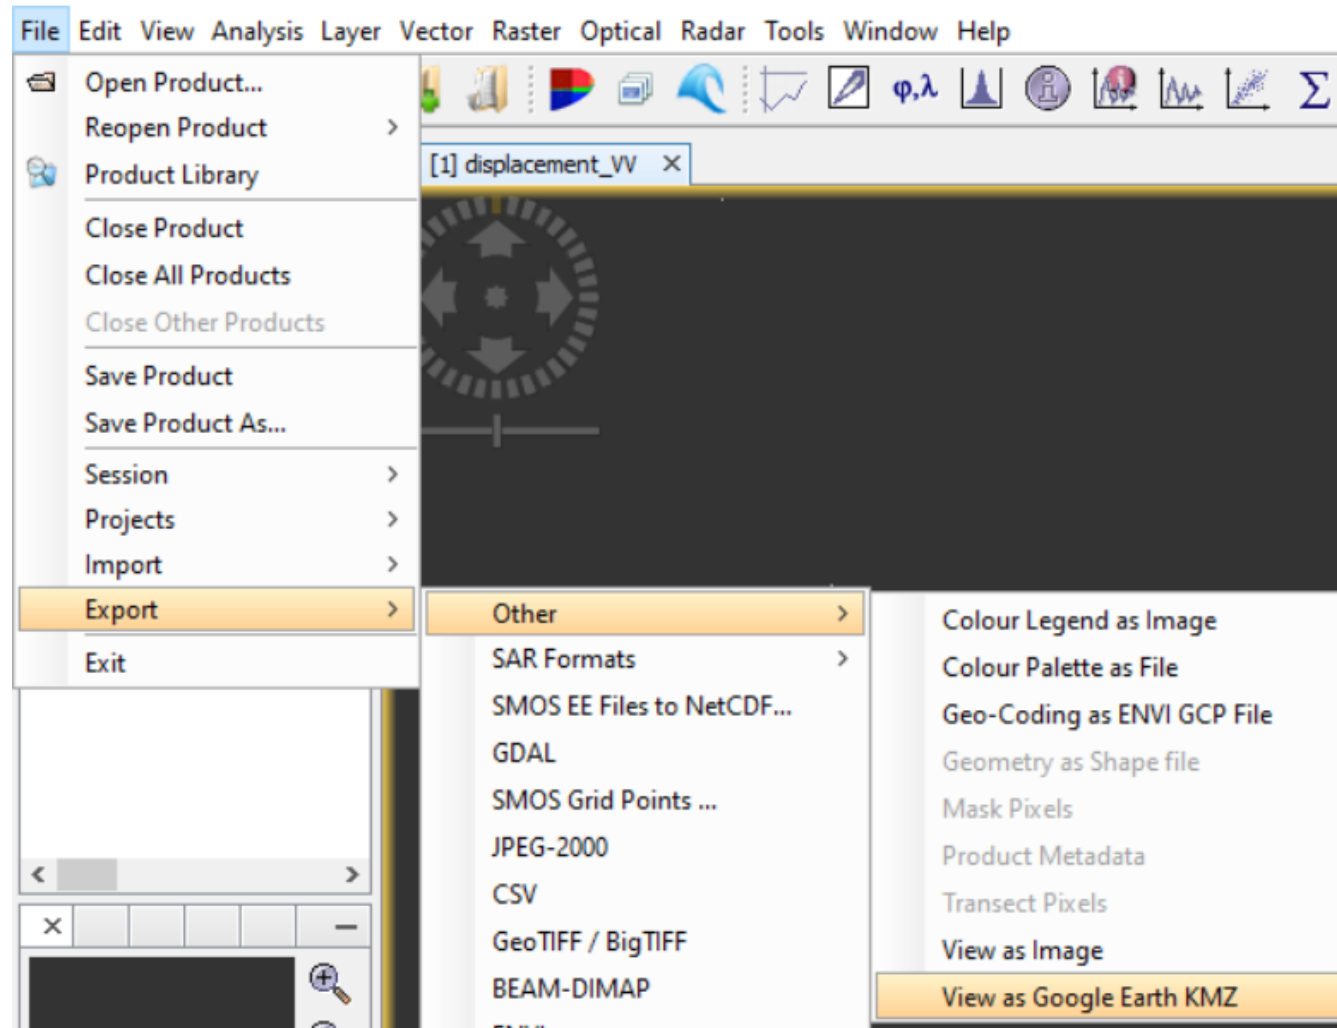 File Edit View Analysis Layer Vector Raster Optical Radar Tools Window Help
Open Product...
Reopen Product
Product Library
Close Product
Close All Products
Close Other Products
Save Product
Save Product As...
Session
Projects
Import
Export
Exit
φ,λ
Σ
[1] displacement_VV
Other
SAR Formats
SMOS EE Files to NetCDF...
GDAL
SMOS Grid Points ...
JPEG-2000
CSV
GeoTIFF / BigTIFF
BEAM-DIMAP
Colour Legend as Image
Colour Palette as File
Geo-Coding as ENVI GCP File
Geometry as Shape file
Mask Pixels
Product Metadata
Transect Pixels
View as Image
View as Google Earth KMZ